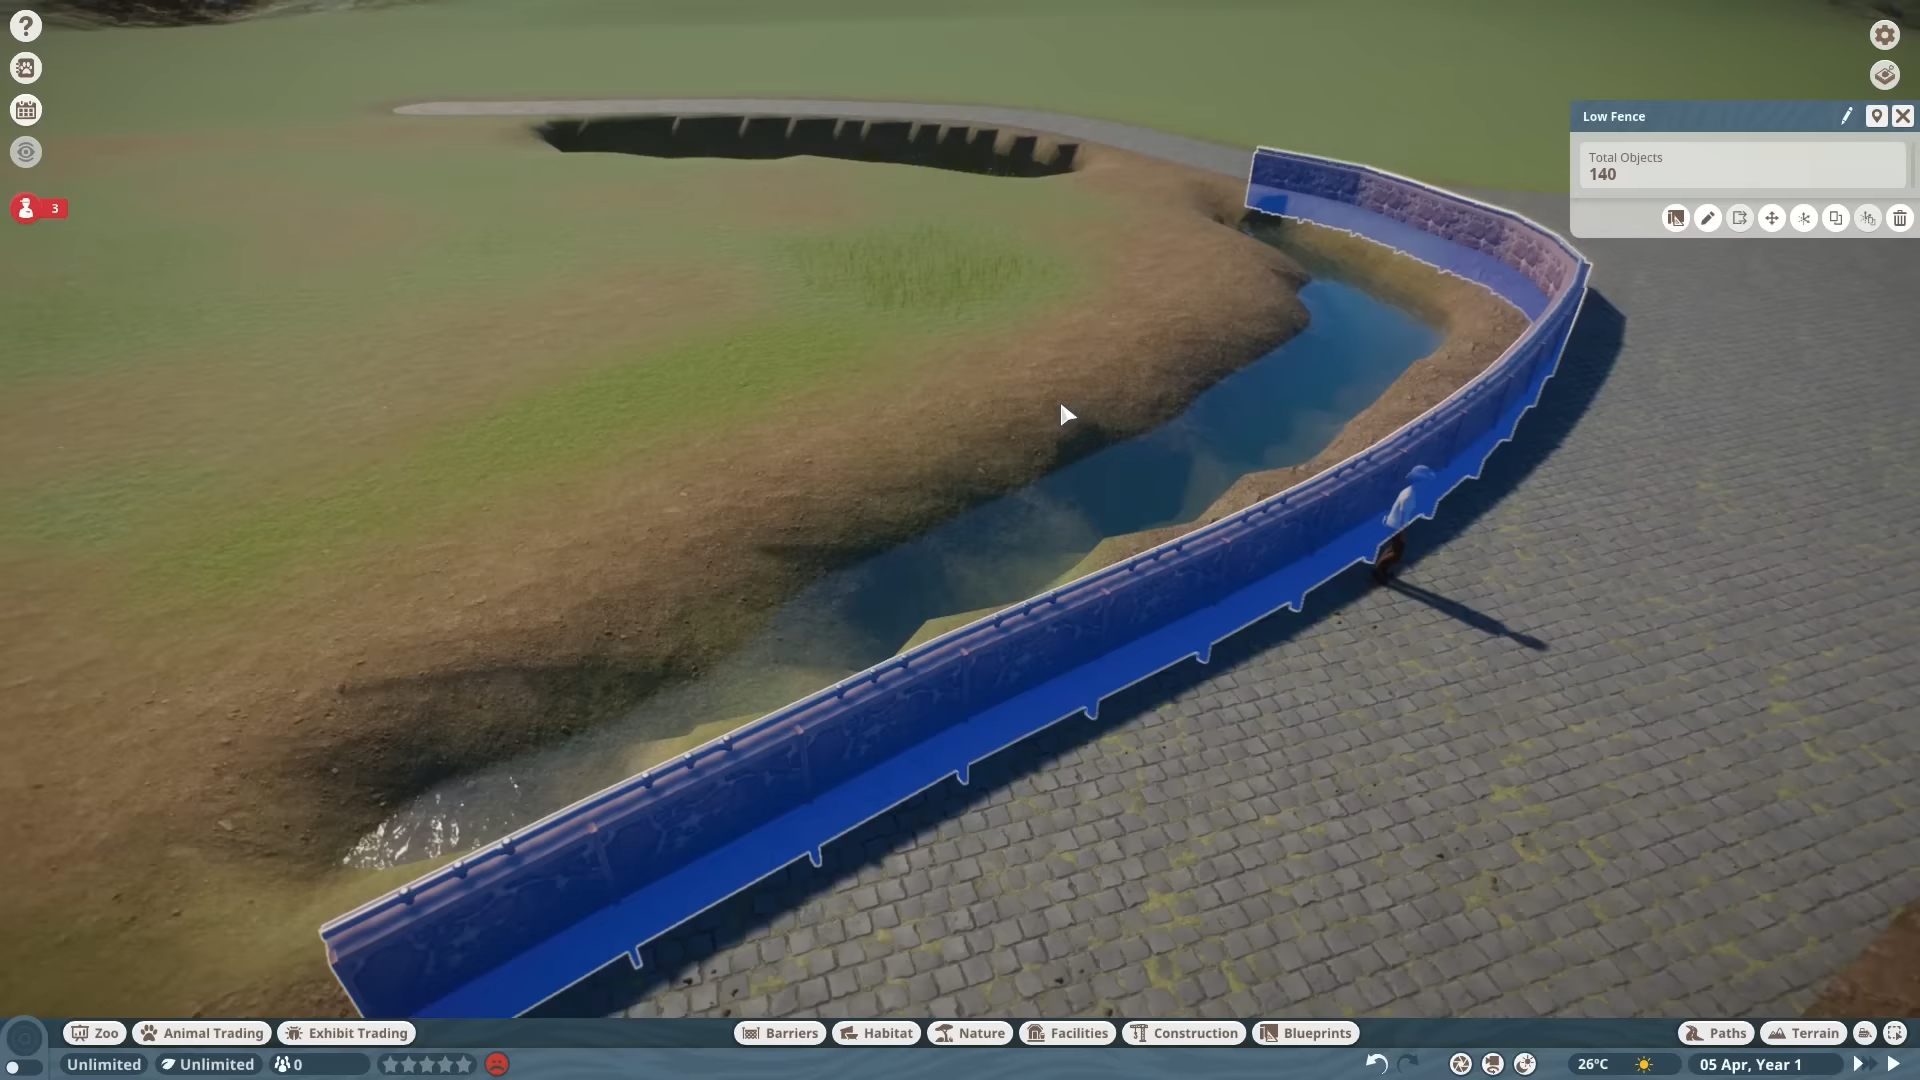 ?
3
Low Fence
Total Objects
140
Zoo
Animal Trading
Exhibit Trading
Barriers
Habitat
Nature
Facilities
Construction
Blueprints
Paths
Terrain
Unlimited
Unlimited
0
26°C
05 Apr, Year 1